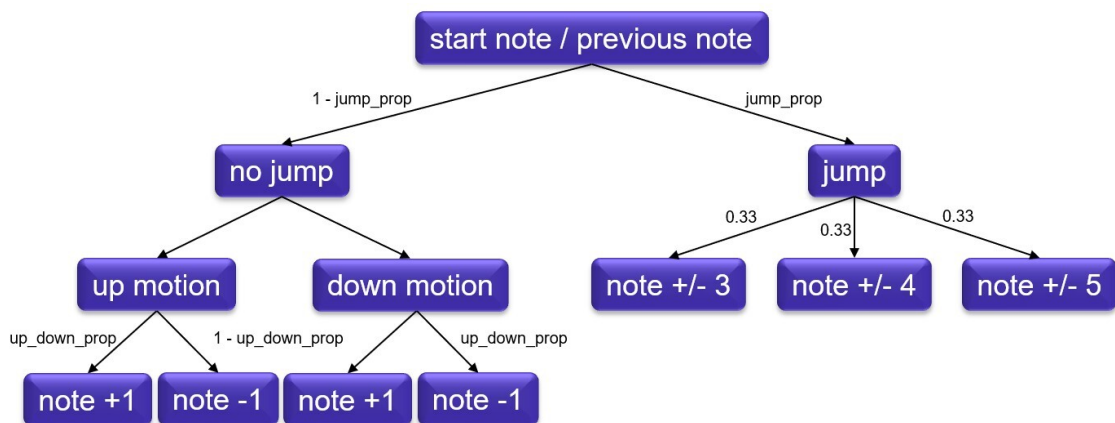 start note / previous note
1 - jump_prop
jump_prop
no jump
jump
0.33
0.33
0.33
up motion
down motion
note +/- 3
note +/- 4
note +/- 5
up_down_prop
1 - up_down_prop
up_down_prop
note +1
note -1
note +1
note -1